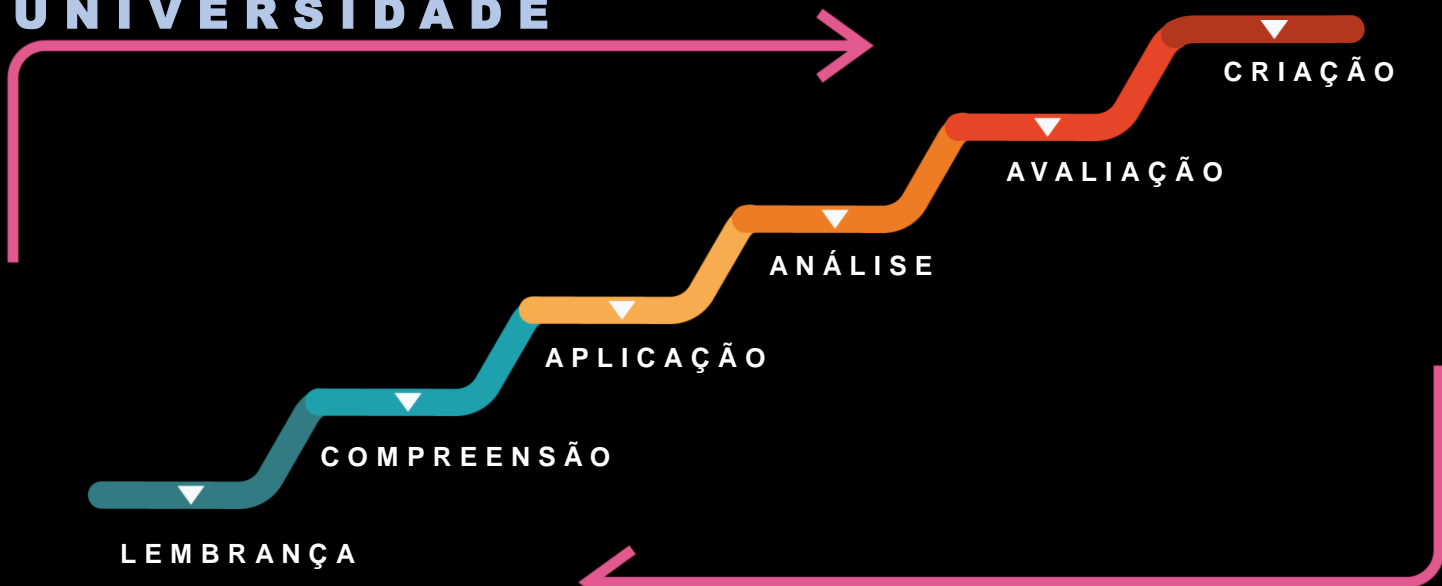 UNIVERSIDADE
CRIAÇÃO
AVALIAÇÃO
ANÁLISE
APLICAÇÃO
COMPREENSÃO
LEMBRANÇA